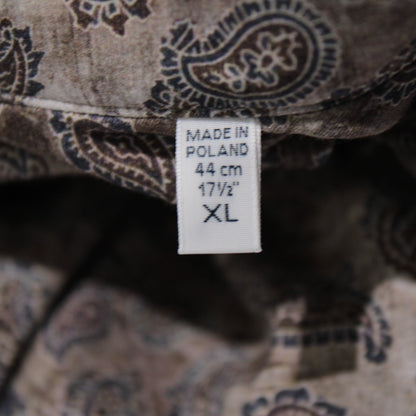 MADE IN
POLAND
44 cm
17½"
XL